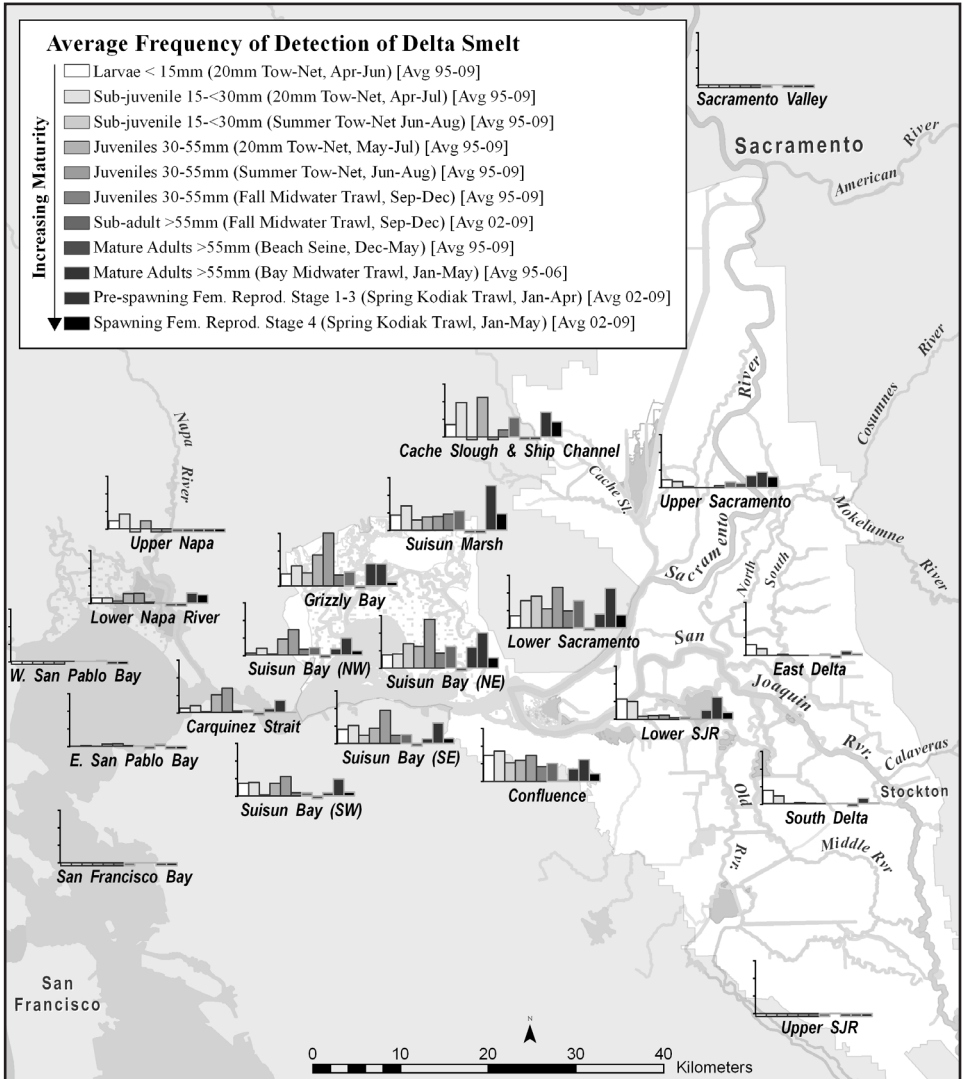 Average Frequency of Detection of Delta Smelt
Increasing Maturity
Larvae < 15mm (20mm Tow-Net, Apr-Jun) [Avg 95-09]
Sub-juvenile 15-<30mm (20mm Tow-Net, Apr-Jul) [Avg 95-09]
Sub-juvenile 15-<30mm (Summer Tow-Net Jun-Aug) [Avg 95-09]
Juveniles 30-55mm (20mm Tow-Net, May-Jul) [Avg 95-09]
Juveniles 30-55mm (Summer Tow-Net, Jun-Aug) [Avg 95-09]
Juveniles 30-55mm (Fall Midwater Trawl, Sep-Dec) [Avg 95-09]
Sub-adult >55mm (Fall Midwater Trawl, Sep-Dec) [Avg 02-09]
Mature Adults >55mm (Beach Seine, Dec-May) [Avg 95-09]
Mature Adults >55mm (Bay Midwater Trawl, Jan-May) [Avg 95-06]
Pre-spawning Fem. Reprod. Stage 1-3 (Spring Kodiak Trawl, Jan-Apr) [Avg 02-09]
Spawning Fem. Reprod. Stage 4 (Spring Kodiak Trawl, Jan-May) [Avg 02-09]
Sacramento Valley
Sacramento
American River
Cosumnes River
River
Napa River
Cache Slough & Ship Channel
Cache Sl.
Upper Sacramento
Mokelumne River
Sacramento
North
South
Upper Napa
Suisun Marsh
Grizzly Bay
Lower Napa River
Lower Sacramento
San
Joaquin
Rvr.
East Delta
W. San Pablo Bay
Suisun Bay (NW)
Suisun Bay (NE)
Carquinez Strait
Lower SJR
E. San Pablo Bay
Suisun Bay (SE)
Calaveras
Confluence
Stockton
Suisun Bay (SW)
Old
Rvr.
South Delta
Middle Rvr
San Francisco Bay
San
Francisco
Upper SJR
N
0 10 20 30 40
Kilometers